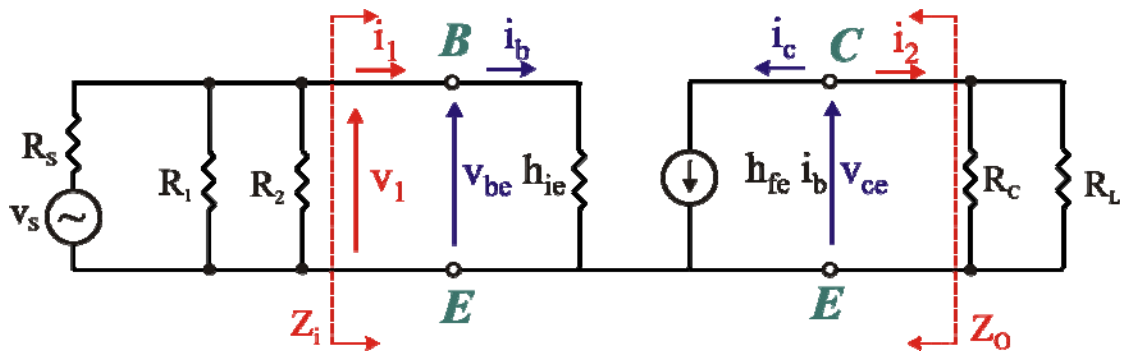 i1 B ib ic C i2
RS R1 R2 v1 vbe hie hfe ib vce RC RL
vs
Zi E E ZO